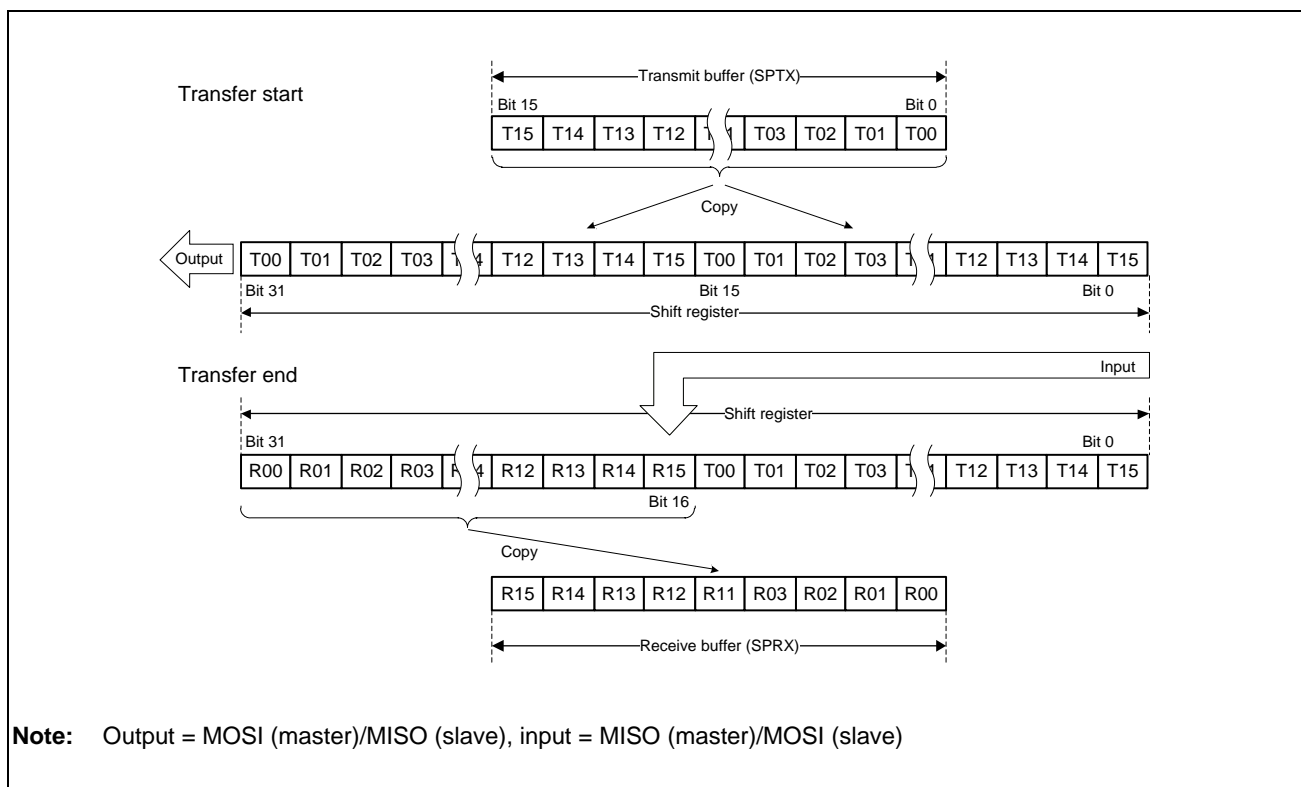 Transmit buffer (SPTX)
Transfer start
Bit 15 Bit 0
T15 T14 T13 T12 T03 T02 T01 T00
Copy
Output T00 T01 T02 T03 T12 T13 T14 T15 T00 T01 T02 T03 T12 T13 T14 T15
Bit 31 Bit 15 Bit 0
Shift register
Transfer end
Input
Shift register
Bit 31 Bit 0
R00 R01 R02 R03 R12 R13 R14 R15 T00 T01 T02 T03 T12 T13 T14 T15
Bit 16
Copy
R15 R14 R13 R12 R11 R03 R02 R01 R00
Receive buffer (SPRX)
Note: Output = MOSI (master)/MISO (slave), input = MISO (master)/MOSI (slave)